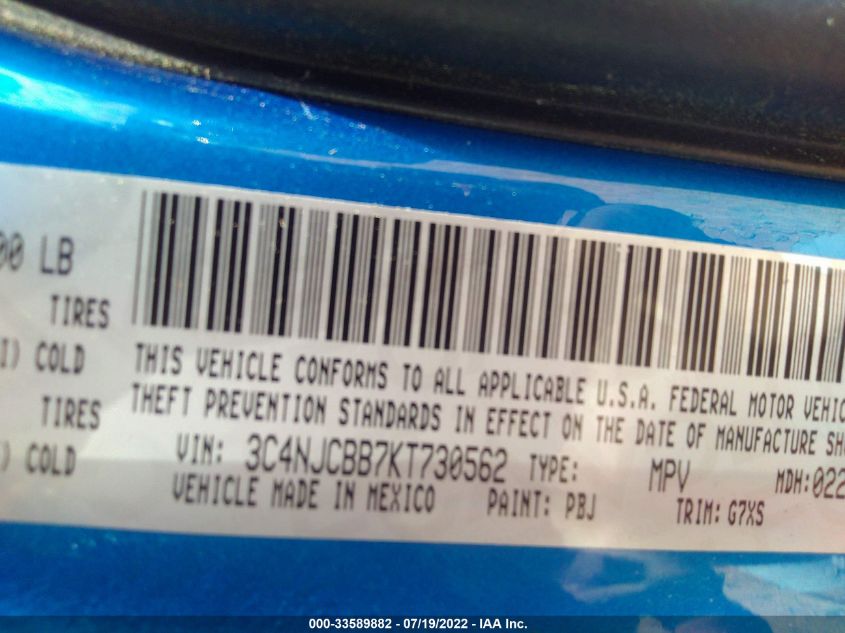 00 LB
TIRES
I) COLD
TIRES
) COLD
THIS VEHICLE CONFORMS TO ALL APPLICABLE U.S.A. FEDERAL MOTOR VEHIC
THEFT PREVENTION STANDARDS IN EFFECT ON THE DATE OF MANUFACTURE SH
VIN: 3C4NJCBB7KT730562 TYPE: MPV MDH:022
VEHICLE MADE IN MEXICO PAINT: PBJ TRIM: G7XS
000-33589882 - 07/19/2022 - IAA Inc.